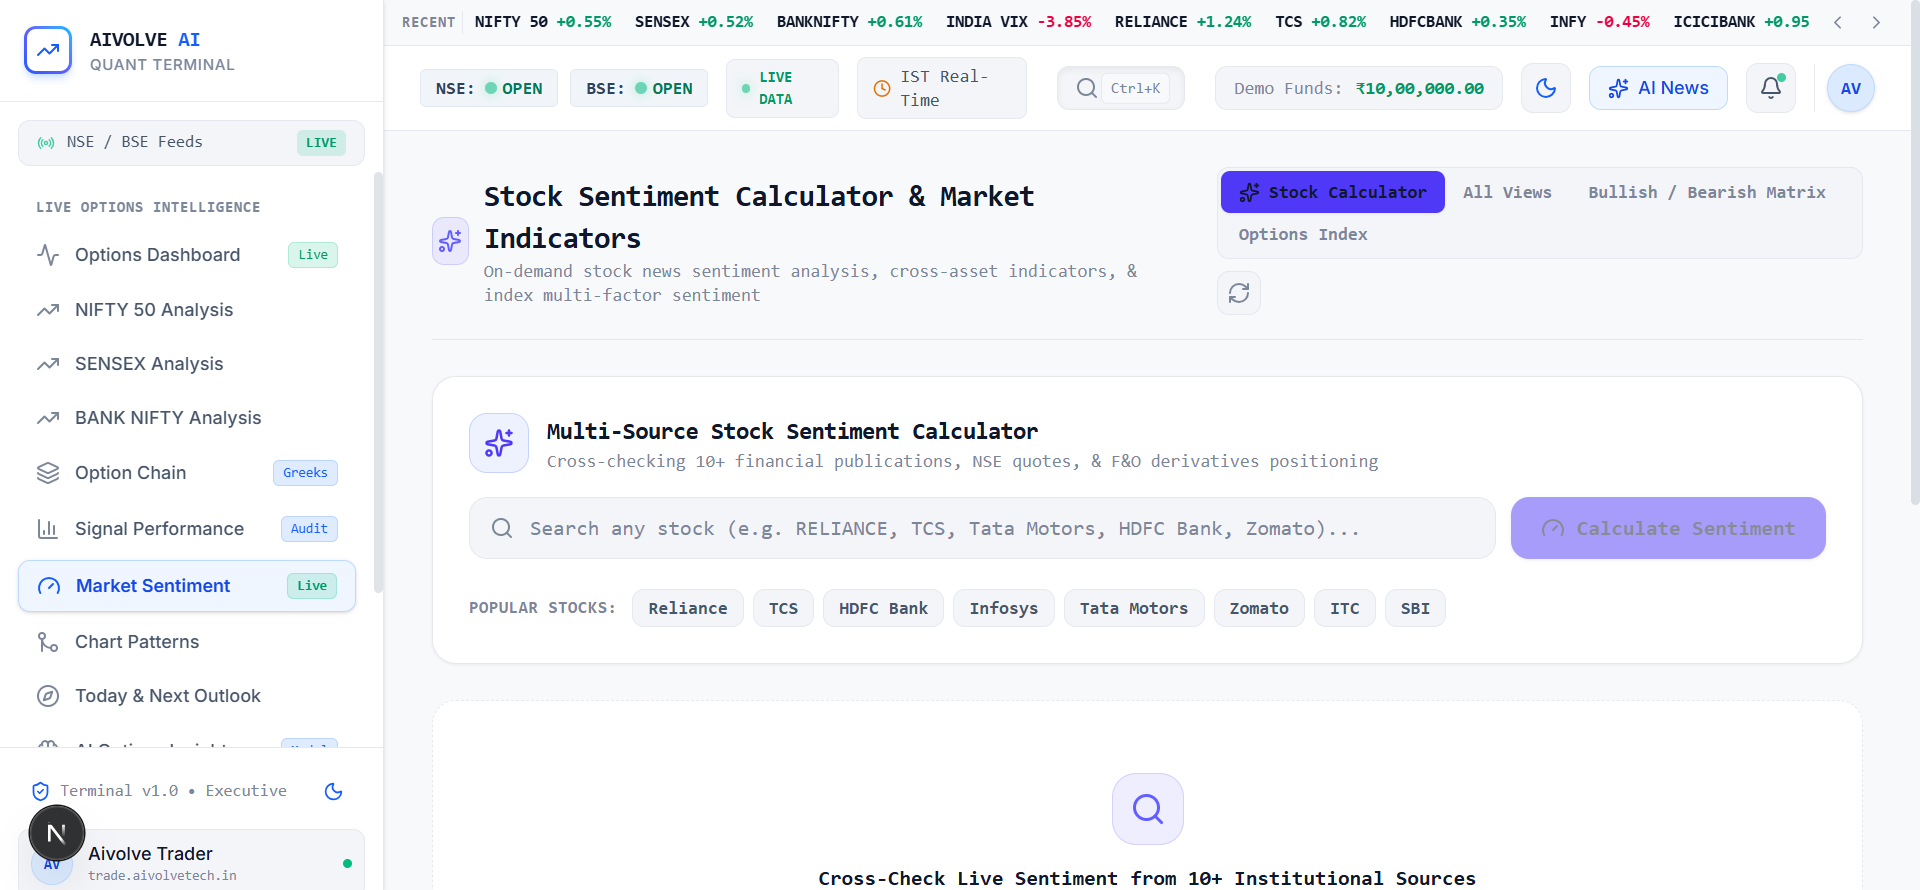 AIVOLVE AI
QUANT TERMINAL
NSE / BSE Feeds LIVE
LIVE OPTIONS INTELLIGENCE
Options Dashboard Live
NIFTY 50 Analysis
SENSEX Analysis
BANK NIFTY Analysis
Option Chain Greeks
Signal Performance Audit
Market Sentiment Live
Chart Patterns
Today & Next Outlook
Terminal v1.0 • Executive
N
AV
Aivolve Trader
trade.aivolvetech.in
RECENT NIFTY 50 +0.55% SENSEX +0.52% BANKNIFTY +0.61% INDIA VIX -3.85% RELIANCE +1.24% TCS +0.82% HDFCBANK +0.35% INFY -0.45% ICICIBANK +0.95
NSE: OPEN
BSE: OPEN
LIVE
DATA
IST Real-
Time
Ctrl+K
Demo Funds: ₹10,00,000.00
AI News
AV
Stock Sentiment Calculator & Market
Indicators
On-demand stock news sentiment analysis, cross-asset indicators, &
index multi-factor sentiment
Stock Calculator All Views Bullish / Bearish Matrix
Options Index
Multi-Source Stock Sentiment Calculator
Cross-checking 10+ financial publications, NSE quotes, & F&O derivatives positioning
Search any stock (e.g. RELIANCE, TCS, Tata Motors, HDFC Bank, Zomato)...
Calculate Sentiment
POPULAR STOCKS: Reliance TCS HDFC Bank Infosys Tata Motors Zomato ITC SBI
Cross-Check Live Sentiment from 10+ Institutional Sources